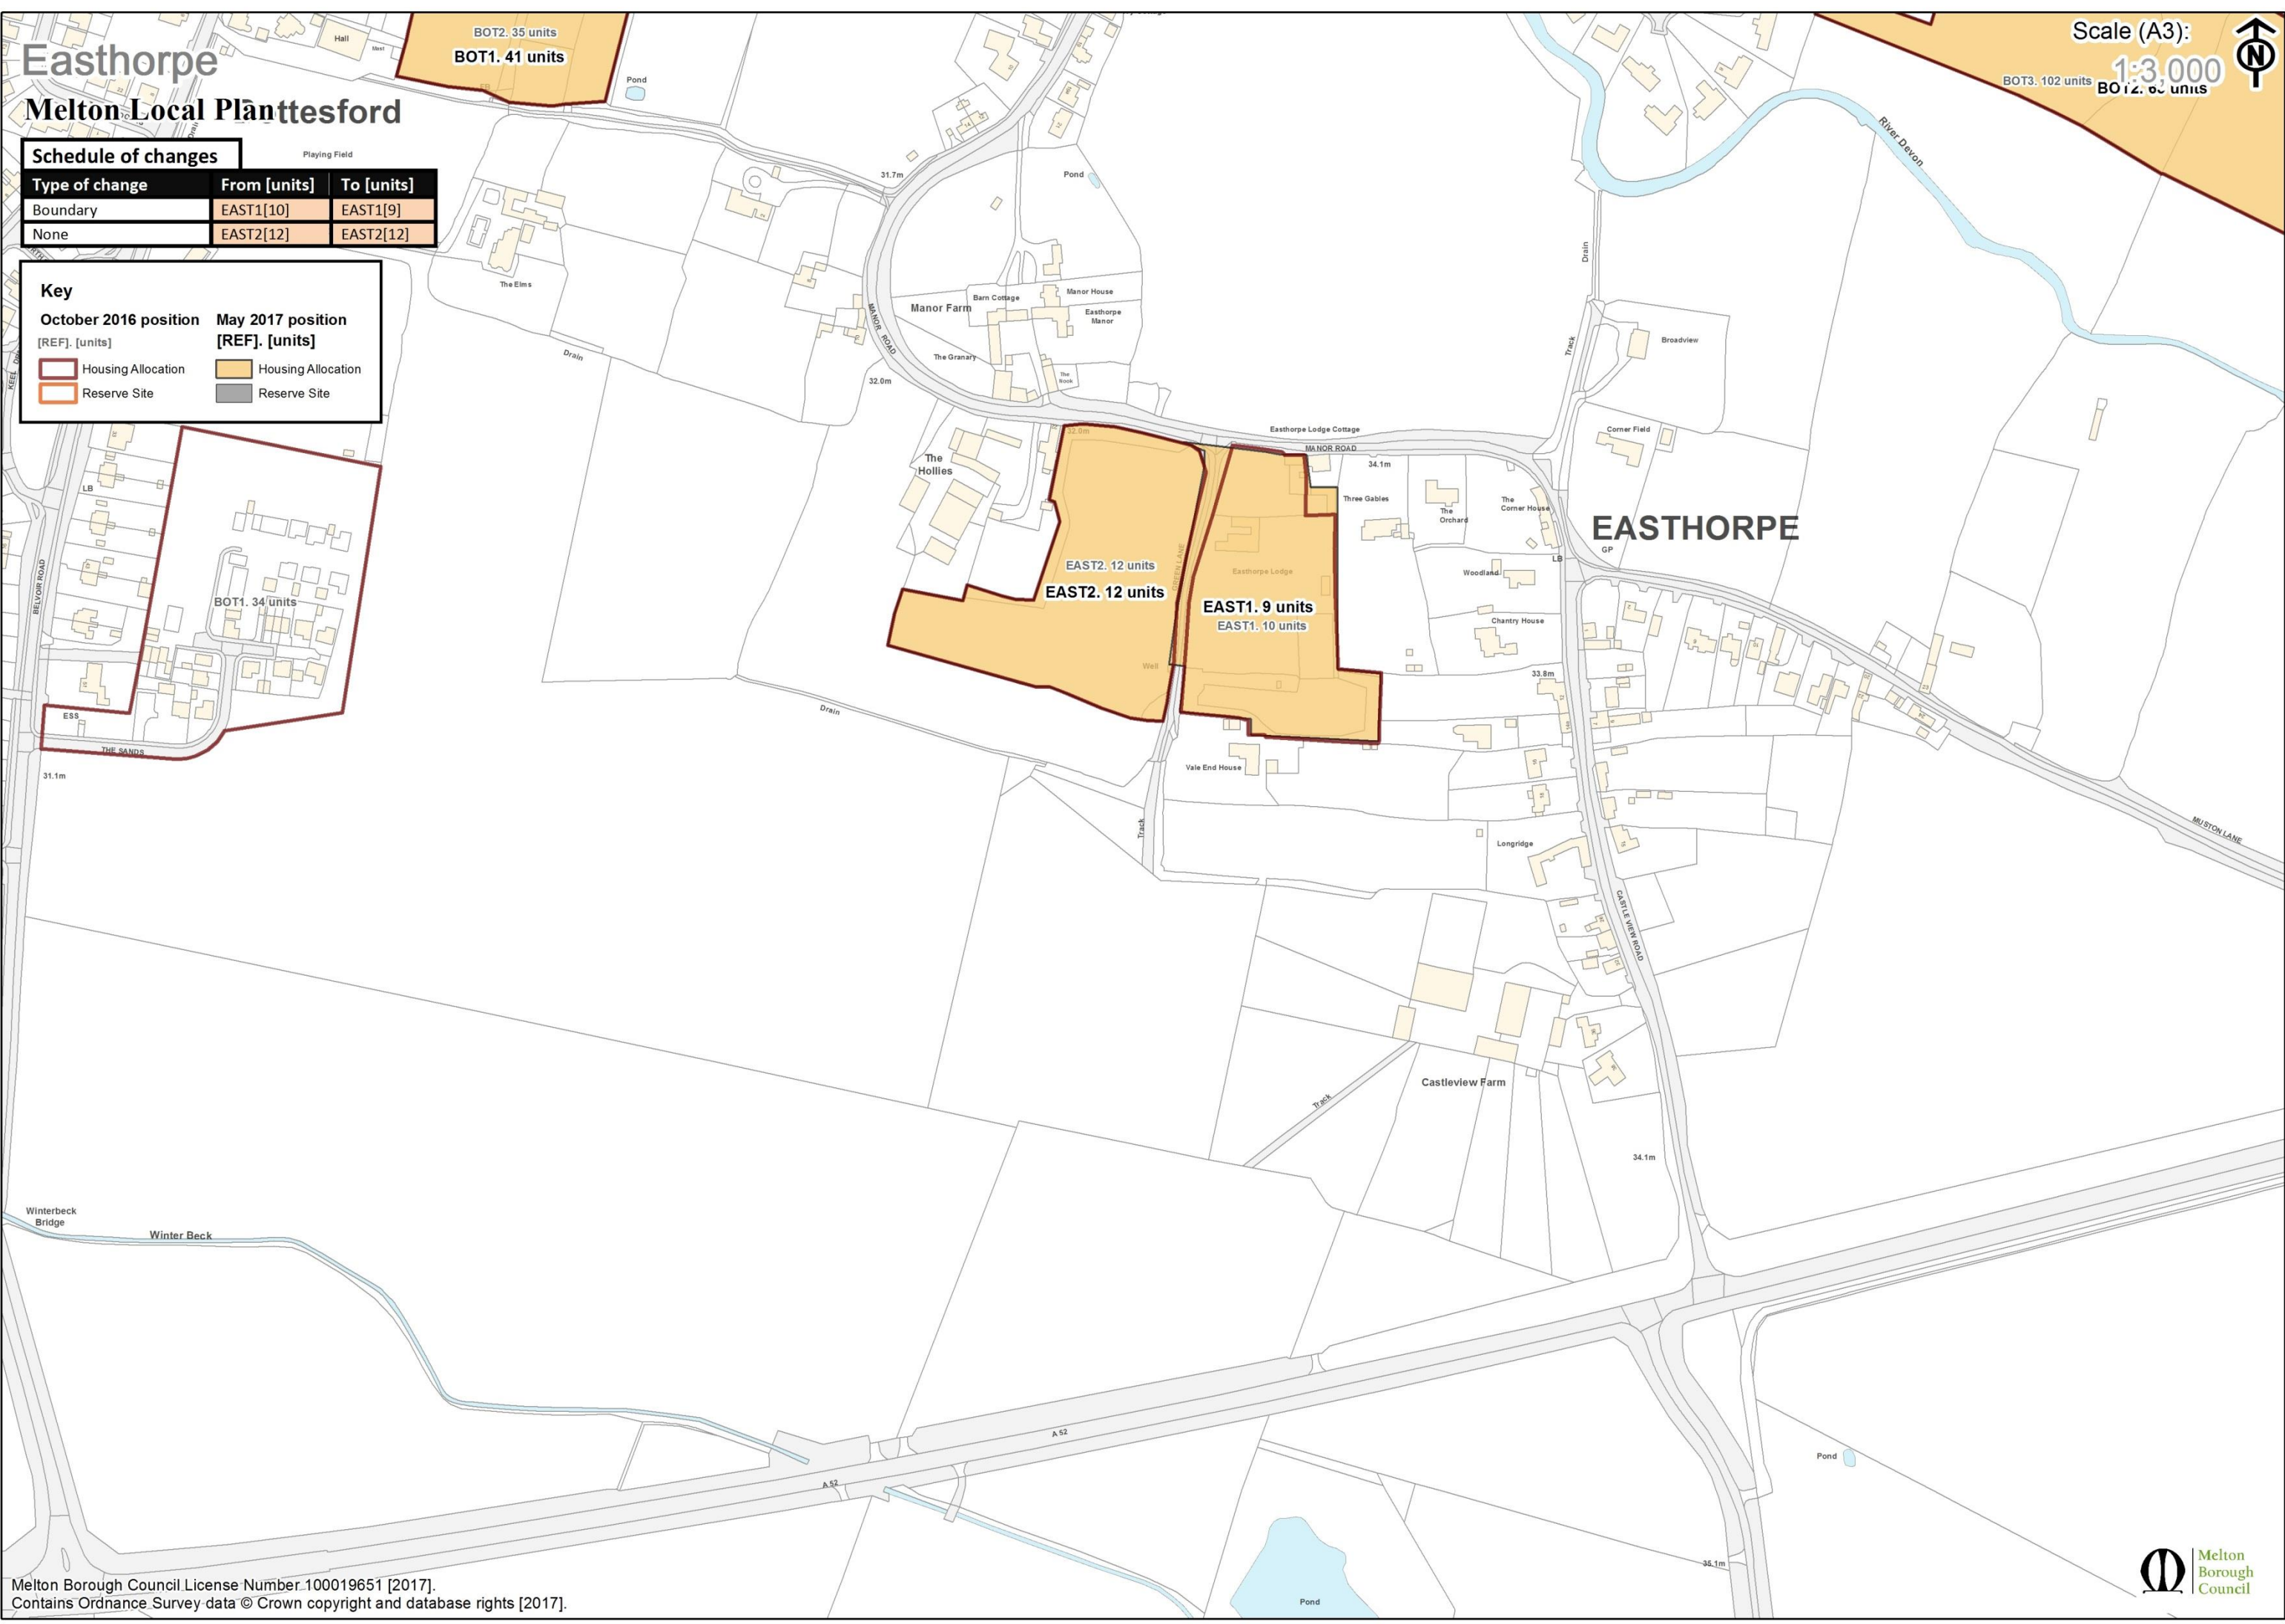 Easthorpe
Melton Local Plan
ttesford
Schedule of changes
Type of change From [units] To [units]
Boundary EAST1[10] EAST1[9]
None EAST2[12] EAST2[12]
Key
October 2016 position May 2017 position
[REF]. [units] [REF]. [units]
Housing Allocation Housing Allocation
Reserve Site Reserve Site
Scale (A3):
1:3,000
N
BOT2. 35 units
BOT1. 41 units
BOT3. 102 units
Hall
Pond
Playing Field
31.7m
Pond
River Devon
Drain
The Elms
Drain
MANOR ROAD
Manor Farm
Barn Cottage
Manor House
Easthorpe
Manor
The Granary
The
Nook
32.0m
Track
Broadview
Easthorpe Lodge Cottage
MANOR ROAD
34.1m
Corner Field
32.8m
The
Hollies
Three Gables
The
Orchard
The
Corner House
EASTHORPE
GP
LB
LB
BELVOIR ROAD
BOT1. 34 units
ESS
THE SANDS
31.1m
EAST2. 12 units
EAST2. 12 units
GREEN LANE
Easthorpe Lodge
EAST1. 9 units
EAST1. 10 units
Well
Woodland
Chantry House
33.8m
Drain
Vale End House
Track
Longridge
MUSTON LANE
CASTLE VIEW ROAD
Castleview Farm
Track
34.1m
Winterbeck
Bridge
Winter Beck
A 52
A 52
Pond
35.1m
Pond
Melton Borough Council License Number 100019651 [2017].
Contains Ordnance Survey data © Crown copyright and database rights [2017].
Melton
Borough
Council